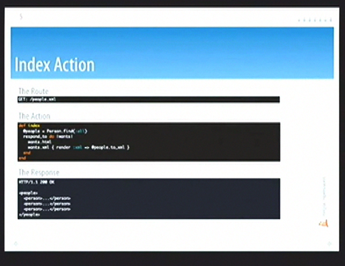 Index Action
The Route
GET: /people.xml
The Action
def index
@people = Person.find(:all)
respond_to do |wants|
wants.html
wants.xml { render :xml => @people.to_xml }
end
end
The Response
HTTP/1.1 200 OK
<people>
<person>...</person>
<person>...</person>
<person>...</person>
</people>